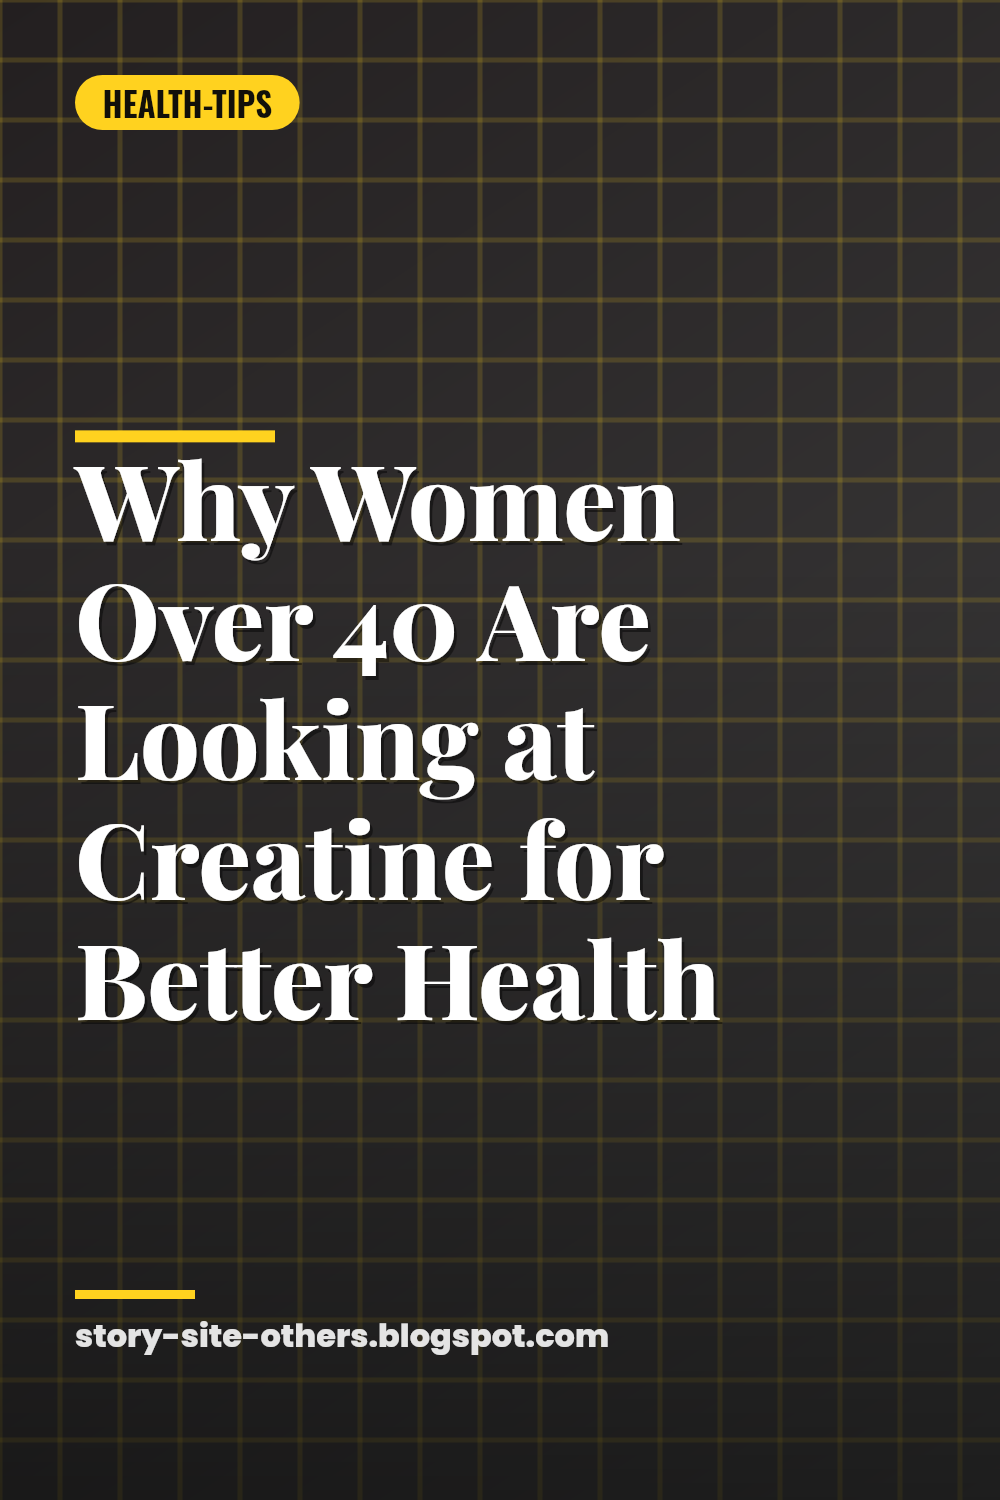 HEALTH-TIPS
Why Women
Over 40 Are
Looking at
Creatine for
Better Health
story-site-others.blogspot.com